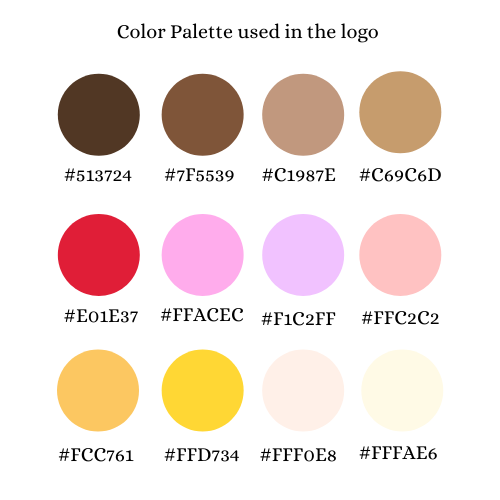 Color Palette used in the logo
#513724 #7F5539 #C1987E #C69C6D
#E01E37 #FFACEC #F1C2FF #FFC2C2
#FCC761 #FFD734 #FFF0E8 #FFFAE6